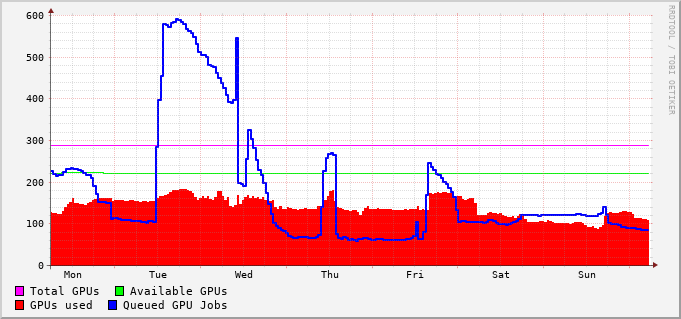 600
500
400
300
200
100
0
Mon Tue Wed Thu Fri Sat Sun
Total GPUs Available GPUs
GPUs used Queued GPU Jobs
RRDTOOL / TOBI OETIKER